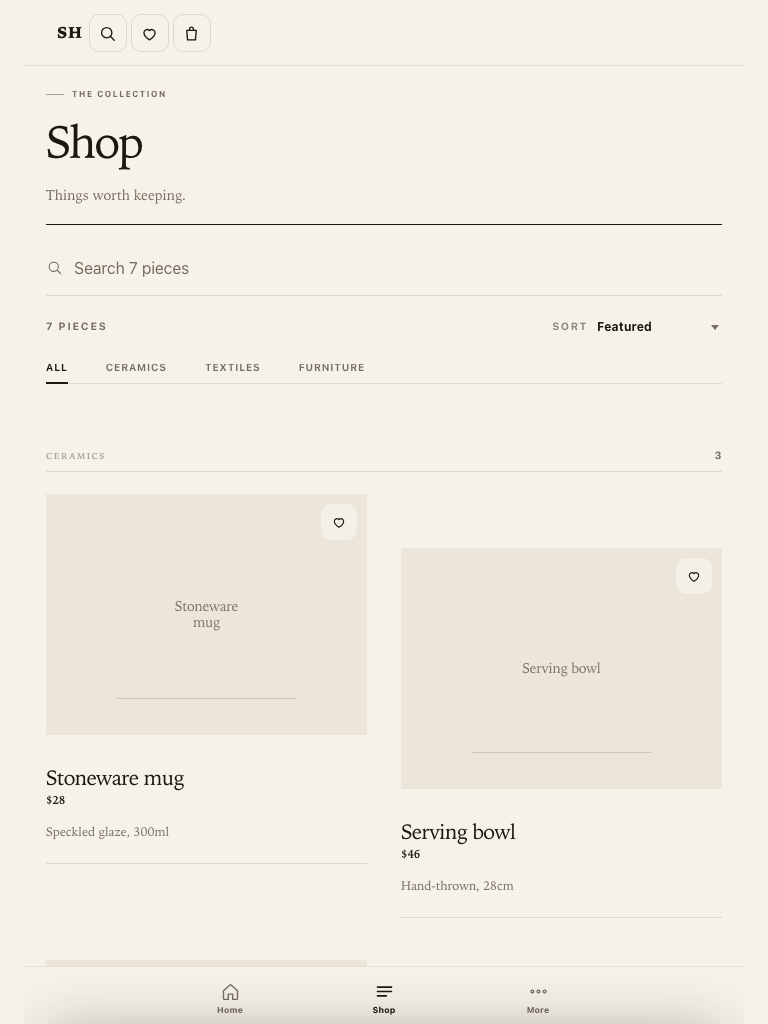 SH
THE COLLECTION
Shop
Things worth keeping.
Search 7 pieces
7 PIECES
SORT Featured
ALL CERAMICS TEXTILES FURNITURE
CERAMICS 3
Stoneware
mug
Stoneware mug
$28
Speckled glaze, 300ml
Serving bowl
Serving bowl
$46
Hand-thrown, 28cm
Home Shop More